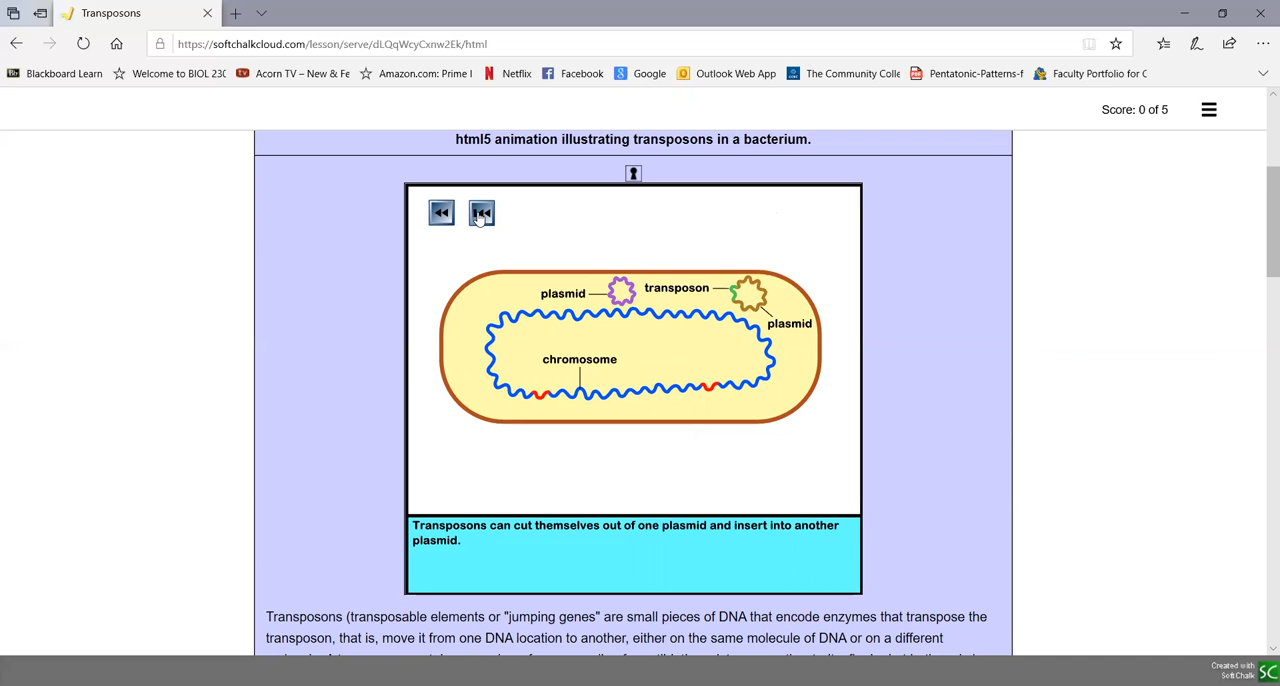 Transposons
https://softchalkcloud.com/lesson/serve/dLQqWcyCxnw2Ek/html
Bb Blackboard Learn Welcome to BIOL 230 Acorn TV – New & Fe Amazon.com: Prime I Netflix Facebook Google Outlook Web App The Community Colle Pentatonic-Patterns-f Faculty Portfolio for C
Score: 0 of 5
html5 animation illustrating transposons in a bacterium.
plasmid
transposon
plasmid
chromosome
Transposons can cut themselves out of one plasmid and insert into another
plasmid.
Transposons (transposable elements or "jumping genes" are small pieces of DNA that encode enzymes that transpose the
transposon, that is, move it from one DNA location to another, either on the same molecule of DNA or on a different
Created with
SoftChalk
SC